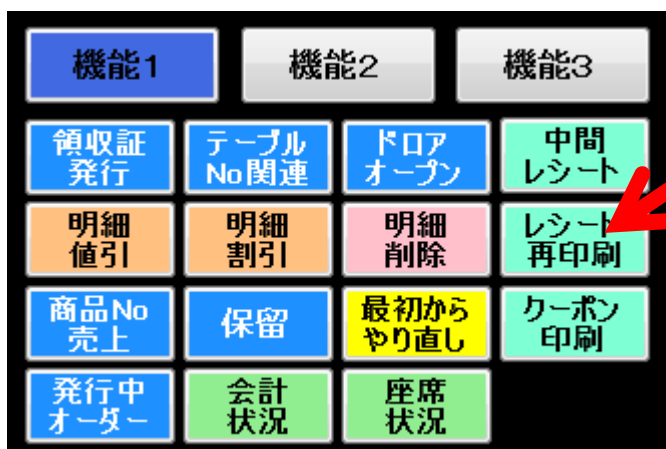 機能1 機能2 機能3
領収証 テーブル ドロア 中間
発行 No関連 オープン レシート
明細 明細 明細 レシート
値引 割引 削除 再印刷
商品No 保留 最初から クーポン
売上 やり直し 印刷
発行中 会計 座席
オーダー 状況 状況